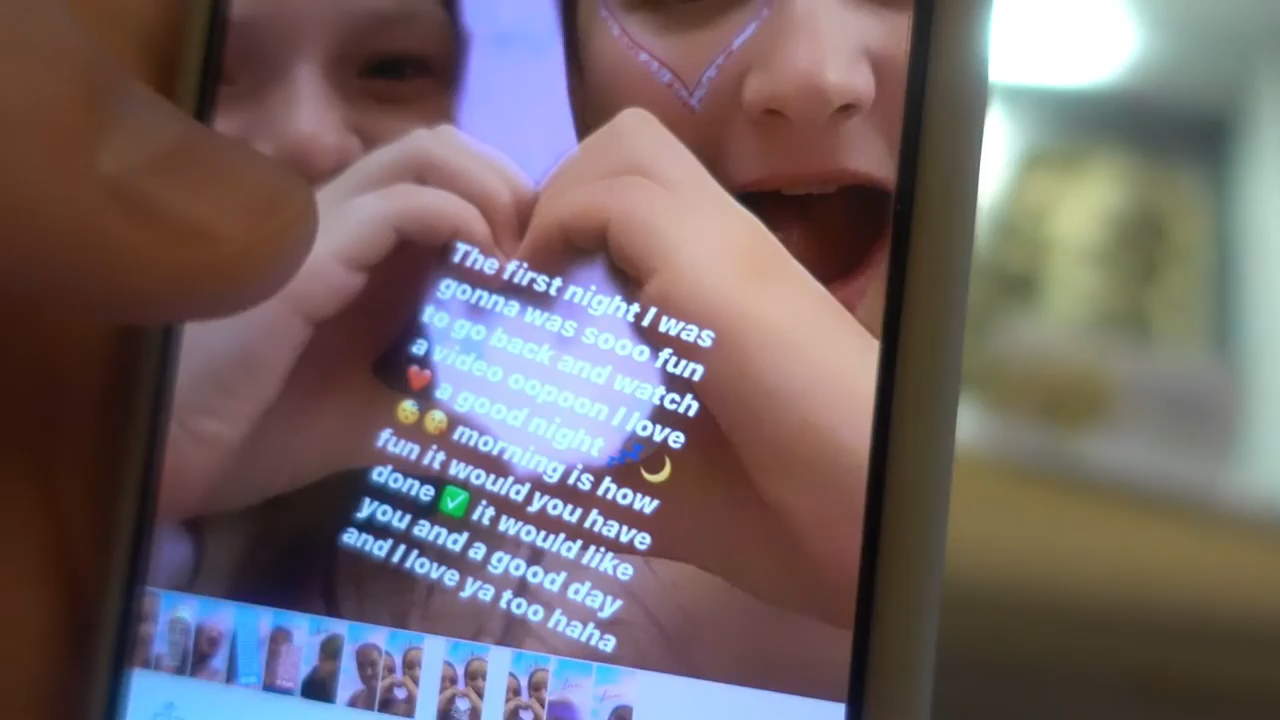 The first night I was
gonna was sooo fun
to go back and watch
a video oopoon I love
❤️ a good night 💤 🌙
😴😚 morning is how
fun it would you have
done ✅ it would like
you and a good day
and I love ya too haha